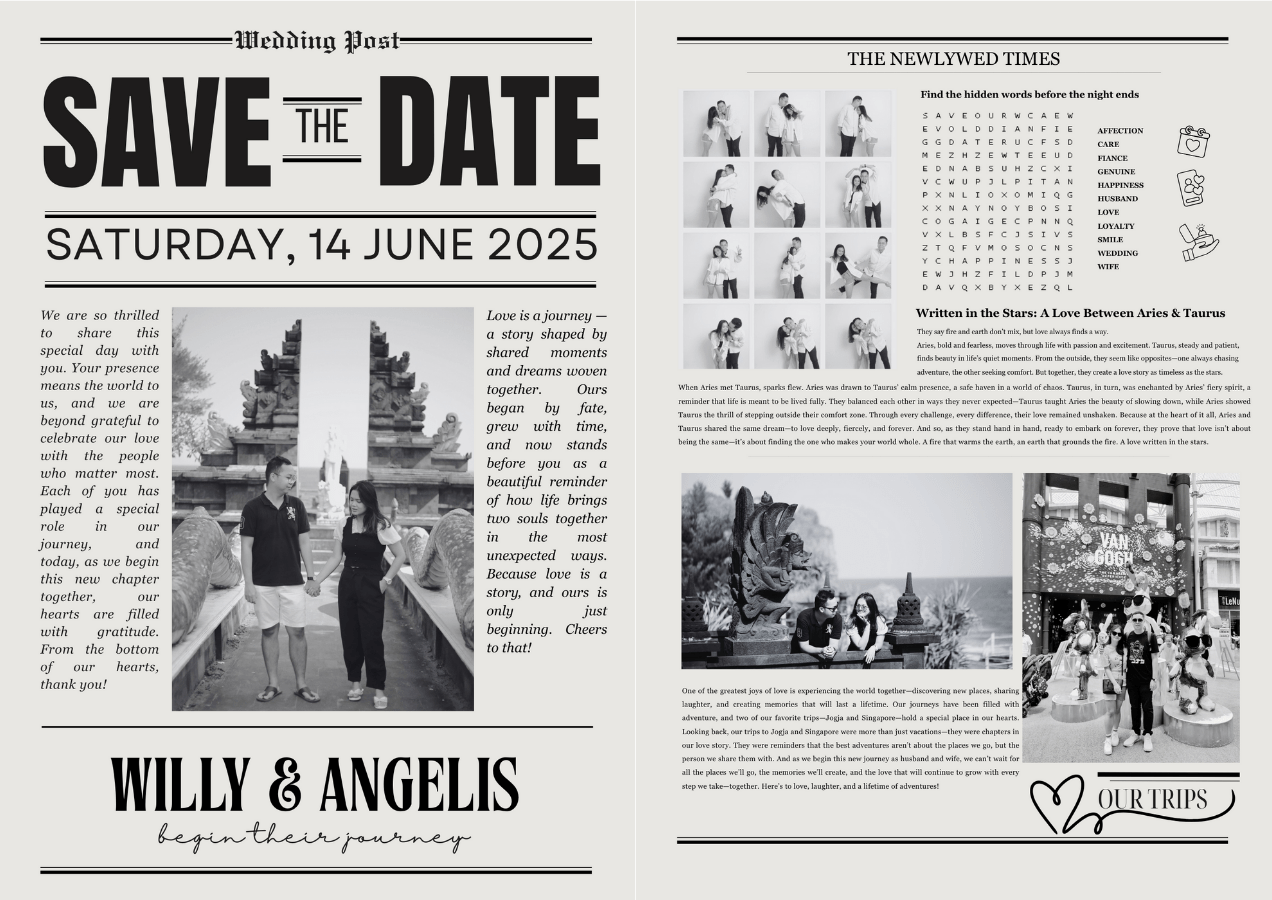 Wedding Post
SAVE THE DATE
SATURDAY, 14 JUNE 2025
We are so thrilled
to share this
special day with
you. Your presence
means the world to
us, and we are
beyond grateful to
celebrate our love
with the people
who matter most.
Each of you has
played a special
role in our
journey, and
today, as we begin
this new chapter
together, our
hearts are filled
with gratitude.
From the bottom
of our hearts,
thank you!
Love is a journey —
a story shaped by
shared moments
and dreams woven
together. Ours
began by fate,
grew with time,
and now stands
before you as a
beautiful reminder
of how life brings
two souls together
in the most
unexpected ways.
Because love is a
story, and ours is
only just
beginning. Cheers
to that!
WILLY & ANGELIS
begin their journey
THE NEWLYWED TIMES
Find the hidden words before the night ends
S A V E O U R W C A E W
E V O L D D I A N F I E
G G D A T E R U C F S D
M E Z H Z E W T E E U D
E D N A B S U H Z C X I
V C W U P J L P I T A N
P X N L I O X O M I Q G
X X N A Y N O Y B O S I
C O G A I G E C P N N Q
V X L B S F C J S I V S
Z T Q F V M O S O C N S
Y C H A P P I N E S S J
E W J H Z F I L D P J M
D A V Q X B Y X E Z Q L
AFFECTION
CARE
FIANCE
GENUINE
HAPPINESS
HUSBAND
LOVE
LOYALTY
SMILE
WEDDING
WIFE
Written in the Stars: A Love Between Aries & Taurus
They say fire and earth don't mix, but love always finds a way.
Aries, bold and fearless, moves through life with passion and excitement. Taurus, steady and patient,
finds beauty in life's quiet moments. From the outside, they seem like opposites—one always chasing
adventure, the other seeking comfort. But together, they create a love story as timeless as the stars.
When Aries met Taurus, sparks flew. Aries was drawn to Taurus' calm presence, a safe haven in a world of chaos. Taurus, in turn, was enchanted by Aries' fiery spirit, a
reminder that life is meant to be lived fully. They balanced each other in ways they never expected—Taurus taught Aries the beauty of slowing down, while Aries showed
Taurus the thrill of stepping outside their comfort zone. Through every challenge, every difference, their love remained unshaken. Because at the heart of it all, Aries and
Taurus shared the same dream—to love deeply, fiercely, and forever. And so, as they stand hand in hand, ready to embark on forever, they prove that love isn't about
being the same—it's about finding the one who makes your world whole. A fire that warms the earth, an earth that grounds the fire. A love written in the stars.
VAN
GOGH
One of the greatest joys of love is experiencing the world together—discovering new places, sharing
laughter, and creating memories that will last a lifetime. Our journeys have been filled with
adventure, and two of our favorite trips—Jogja and Singapore—hold a special place in our hearts.
Looking back, our trips to Jogja and Singapore were more than just vacations—they were chapters in
our love story. They were reminders that the best adventures aren't about the places we go, but the
person we share them with. And as we begin this new journey as husband and wife, we can't wait for
all the places we'll go, the memories we'll create, and the love that will continue to grow with every
step we take—together. Here's to love, laughter, and a lifetime of adventures!
OUR TRIPS